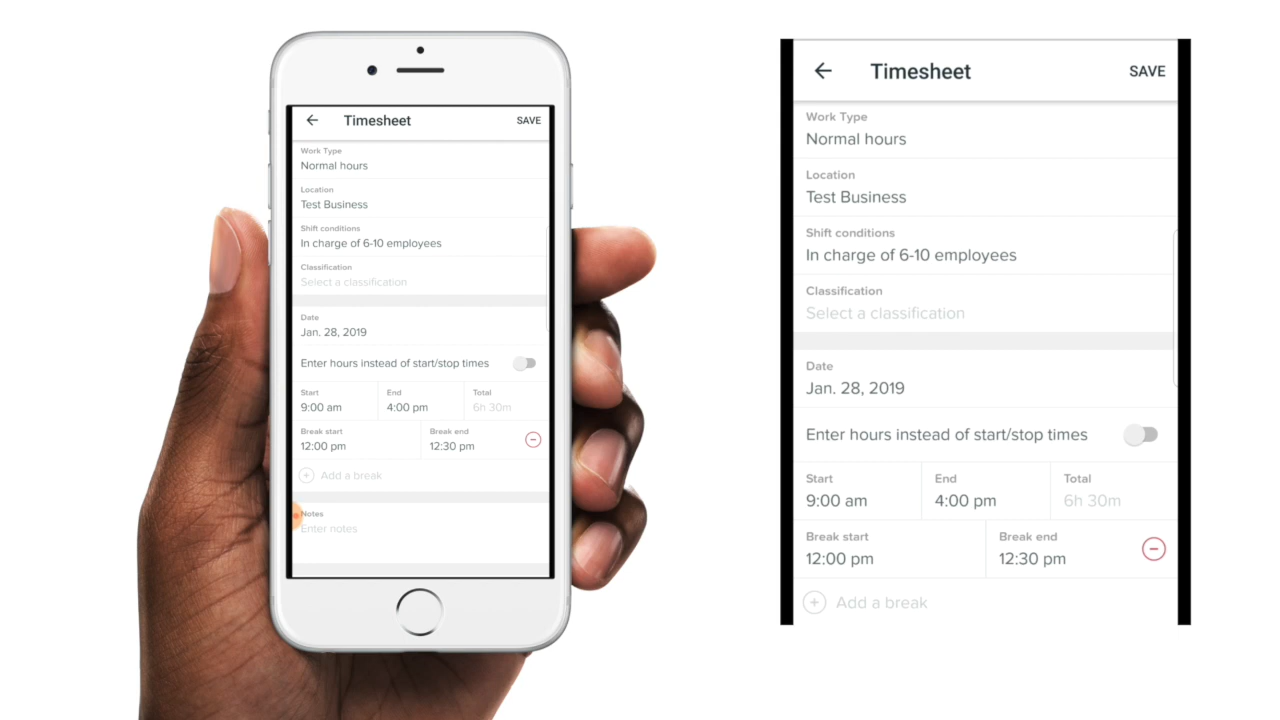 Timesheet SAVE
Work Type
Normal hours
Location
Test Business
Shift conditions
In charge of 6-10 employees
Classification
Select a classification
Date
Jan. 28, 2019
Enter hours instead of start/stop times
Start End Total
9:00 am 4:00 pm 6h 30m
Break start Break end
12:00 pm 12:30 pm
Add a break
Notes
Enter notes
Timesheet SAVE
Work Type
Normal hours
Location
Test Business
Shift conditions
In charge of 6-10 employees
Classification
Select a classification
Date
Jan. 28, 2019
Enter hours instead of start/stop times
Start End Total
9:00 am 4:00 pm 6h 30m
Break start Break end
12:00 pm 12:30 pm
Add a break